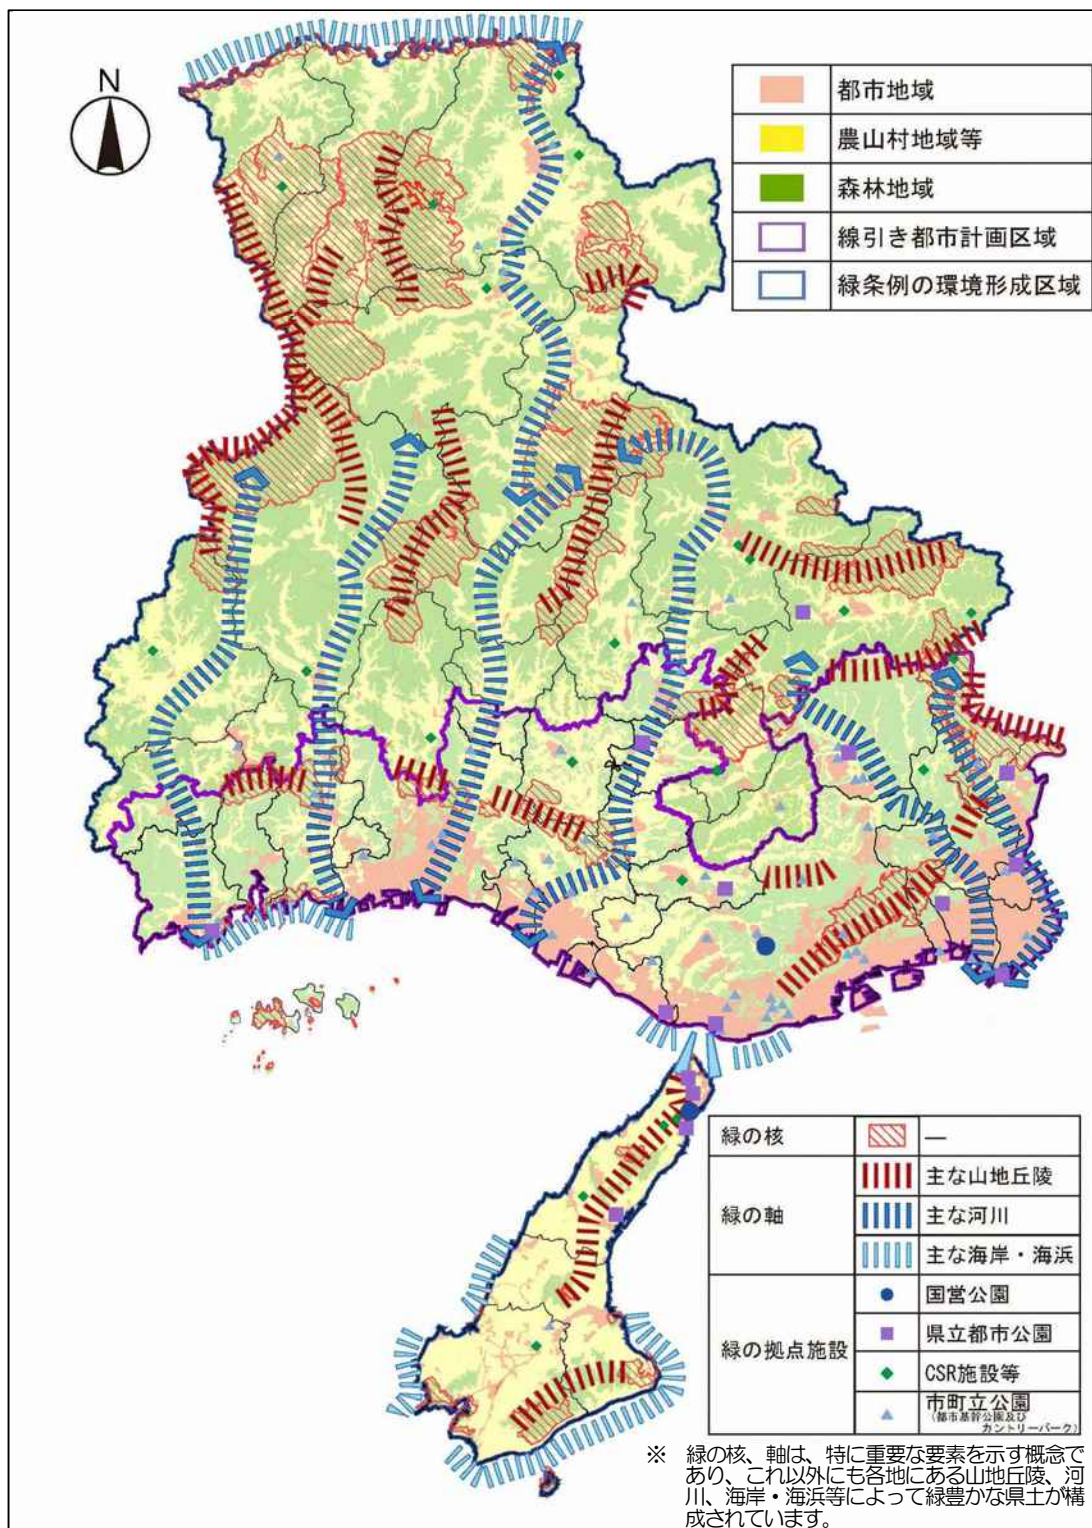 N
都市地域
農山村地域等
森林地域
線引き都市計画区域
緑条例の環境形成区域
緑の核
―
緑の軸
主な山地丘陵
主な河川
主な海岸・海浜
緑の拠点施設
国営公園
県立都市公園
CSR施設等
市町立公園
(都市基幹公園及び
カントリーパーク)
※ 緑の核、軸は、特に重要な要素を示す概念で
あり、これ以外にも各地にある山地丘陵、河
川、海岸・海浜等によって緑豊かな県土が構
成されています。